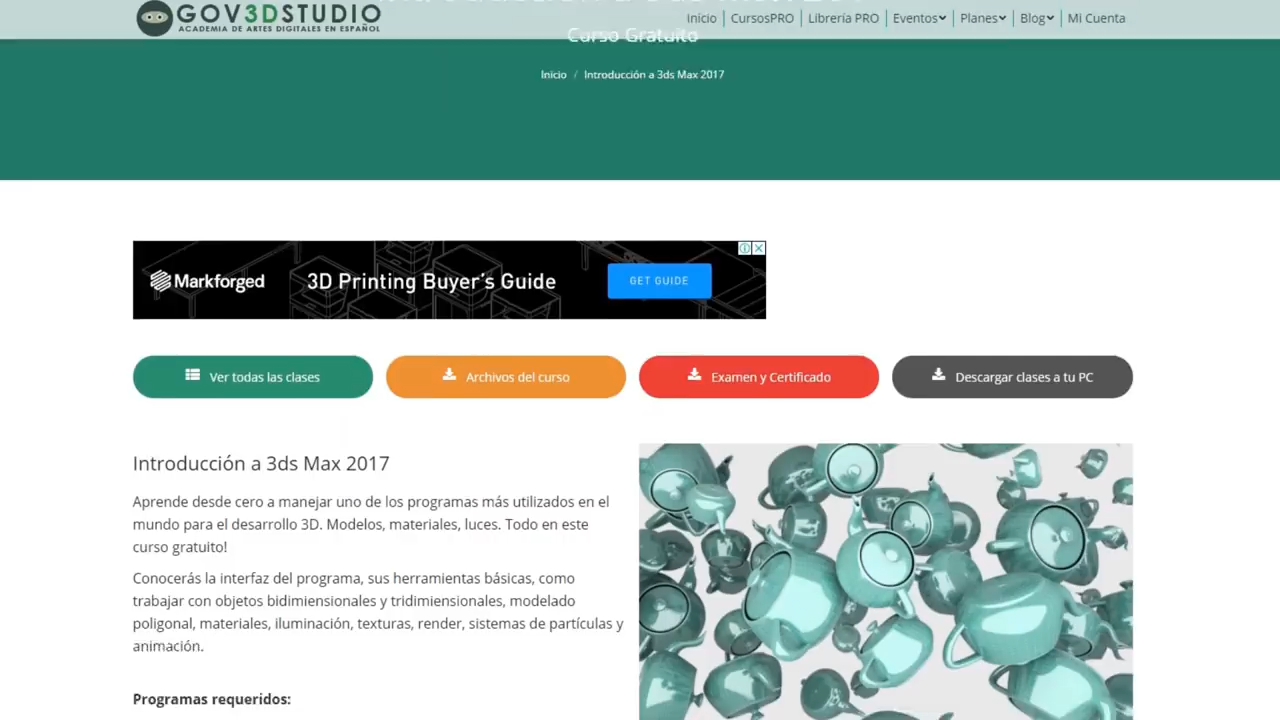 GOV3DSTUDIO
ACADEMIA DE ARTES DIGITALES EN ESPAÑOL
Inicio
CursosPRO
Librería PRO
Eventos
Planes
Blog
Mi Cuenta
Curso Gratuito
Inicio / Introducción a 3ds Max 2017
Markforged
3D Printing Buyer's Guide
GET GUIDE
Ver todas las clases
Archivos del curso
Examen y Certificado
Descargar clases a tu PC
Introducción a 3ds Max 2017
Aprende desde cero a manejar uno de los programas más utilizados en el
mundo para el desarrollo 3D. Modelos, materiales, luces. Todo en este
curso gratuito!
Conocerás la interfaz del programa, sus herramientas básicas, como
trabajar con objetos bidimiensionales y tridimiensionales, modelado
poligonal, materiales, iluminación, texturas, render, sistemas de partículas y
animación.
Programas requeridos: